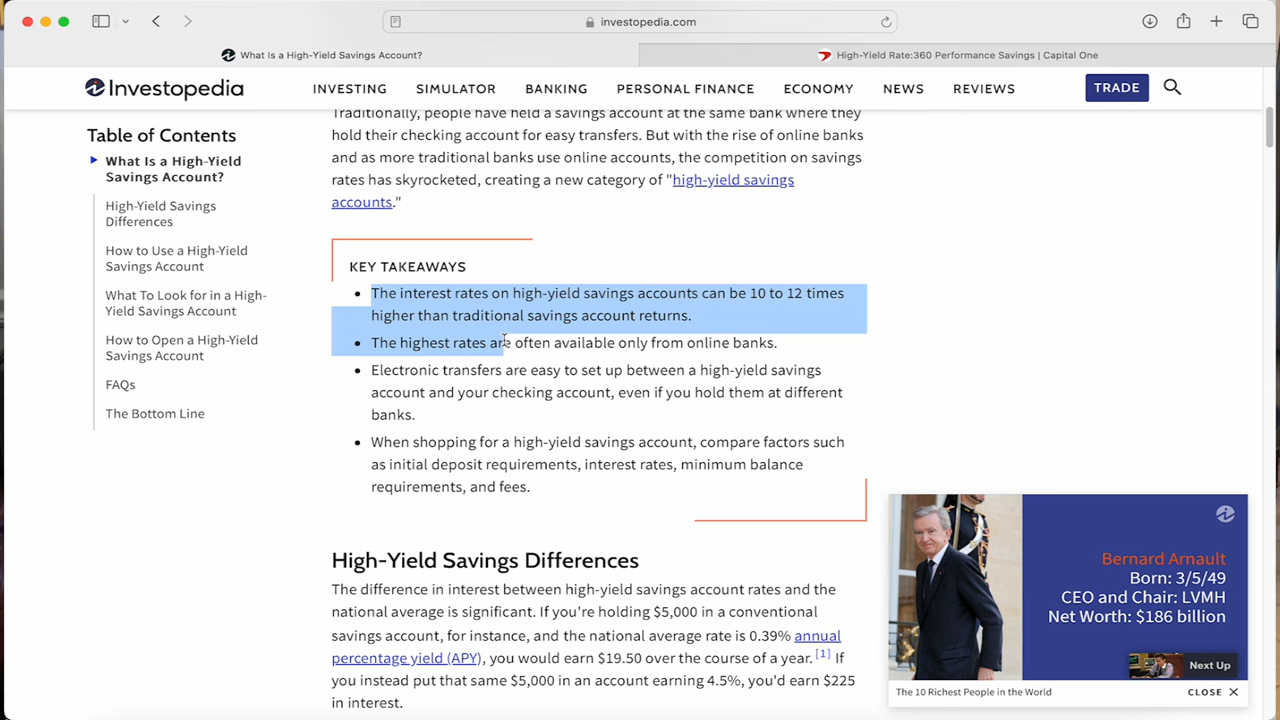 investopedia.com
What Is a High-Yield Savings Account?
High-Yield Rate:360 Performance Savings | Capital One
Investopedia
INVESTING
SIMULATOR
BANKING
PERSONAL FINANCE
ECONOMY
NEWS
REVIEWS
TRADE
Table of Contents
What Is a High-Yield
Savings Account?
High-Yield Savings
Differences
How to Use a High-Yield
Savings Account
What To Look for in a High-
Yield Savings Account
How to Open a High-Yield
Savings Account
FAQs
The Bottom Line
Traditionally, people have held a savings account at the same bank where they
hold their checking account for easy transfers. But with the rise of online banks
and as more traditional banks use online accounts, the competition on savings
rates has skyrocketed, creating a new category of "high-yield savings
accounts."
KEY TAKEAWAYS
• The interest rates on high-yield savings accounts can be 10 to 12 times
higher than traditional savings account returns.
• The highest rates are often available only from online banks.
• Electronic transfers are easy to set up between a high-yield savings
account and your checking account, even if you hold them at different
banks.
• When shopping for a high-yield savings account, compare factors such
as initial deposit requirements, interest rates, minimum balance
requirements, and fees.
High-Yield Savings Differences
The difference in interest between high-yield savings account rates and the
national average is significant. If you're holding $5,000 in a conventional
savings account, for instance, and the national average rate is 0.39% annual
percentage yield (APY), you would earn $19.50 over the course of a year.[1] If
you instead put that same $5,000 in an account earning 4.5%, you'd earn $225
in interest.
Bernard Arnault
Born: 3/5/49
CEO and Chair: LVMH
Net Worth: $186 billion
Next Up
The 10 Richest People in the World
CLOSE